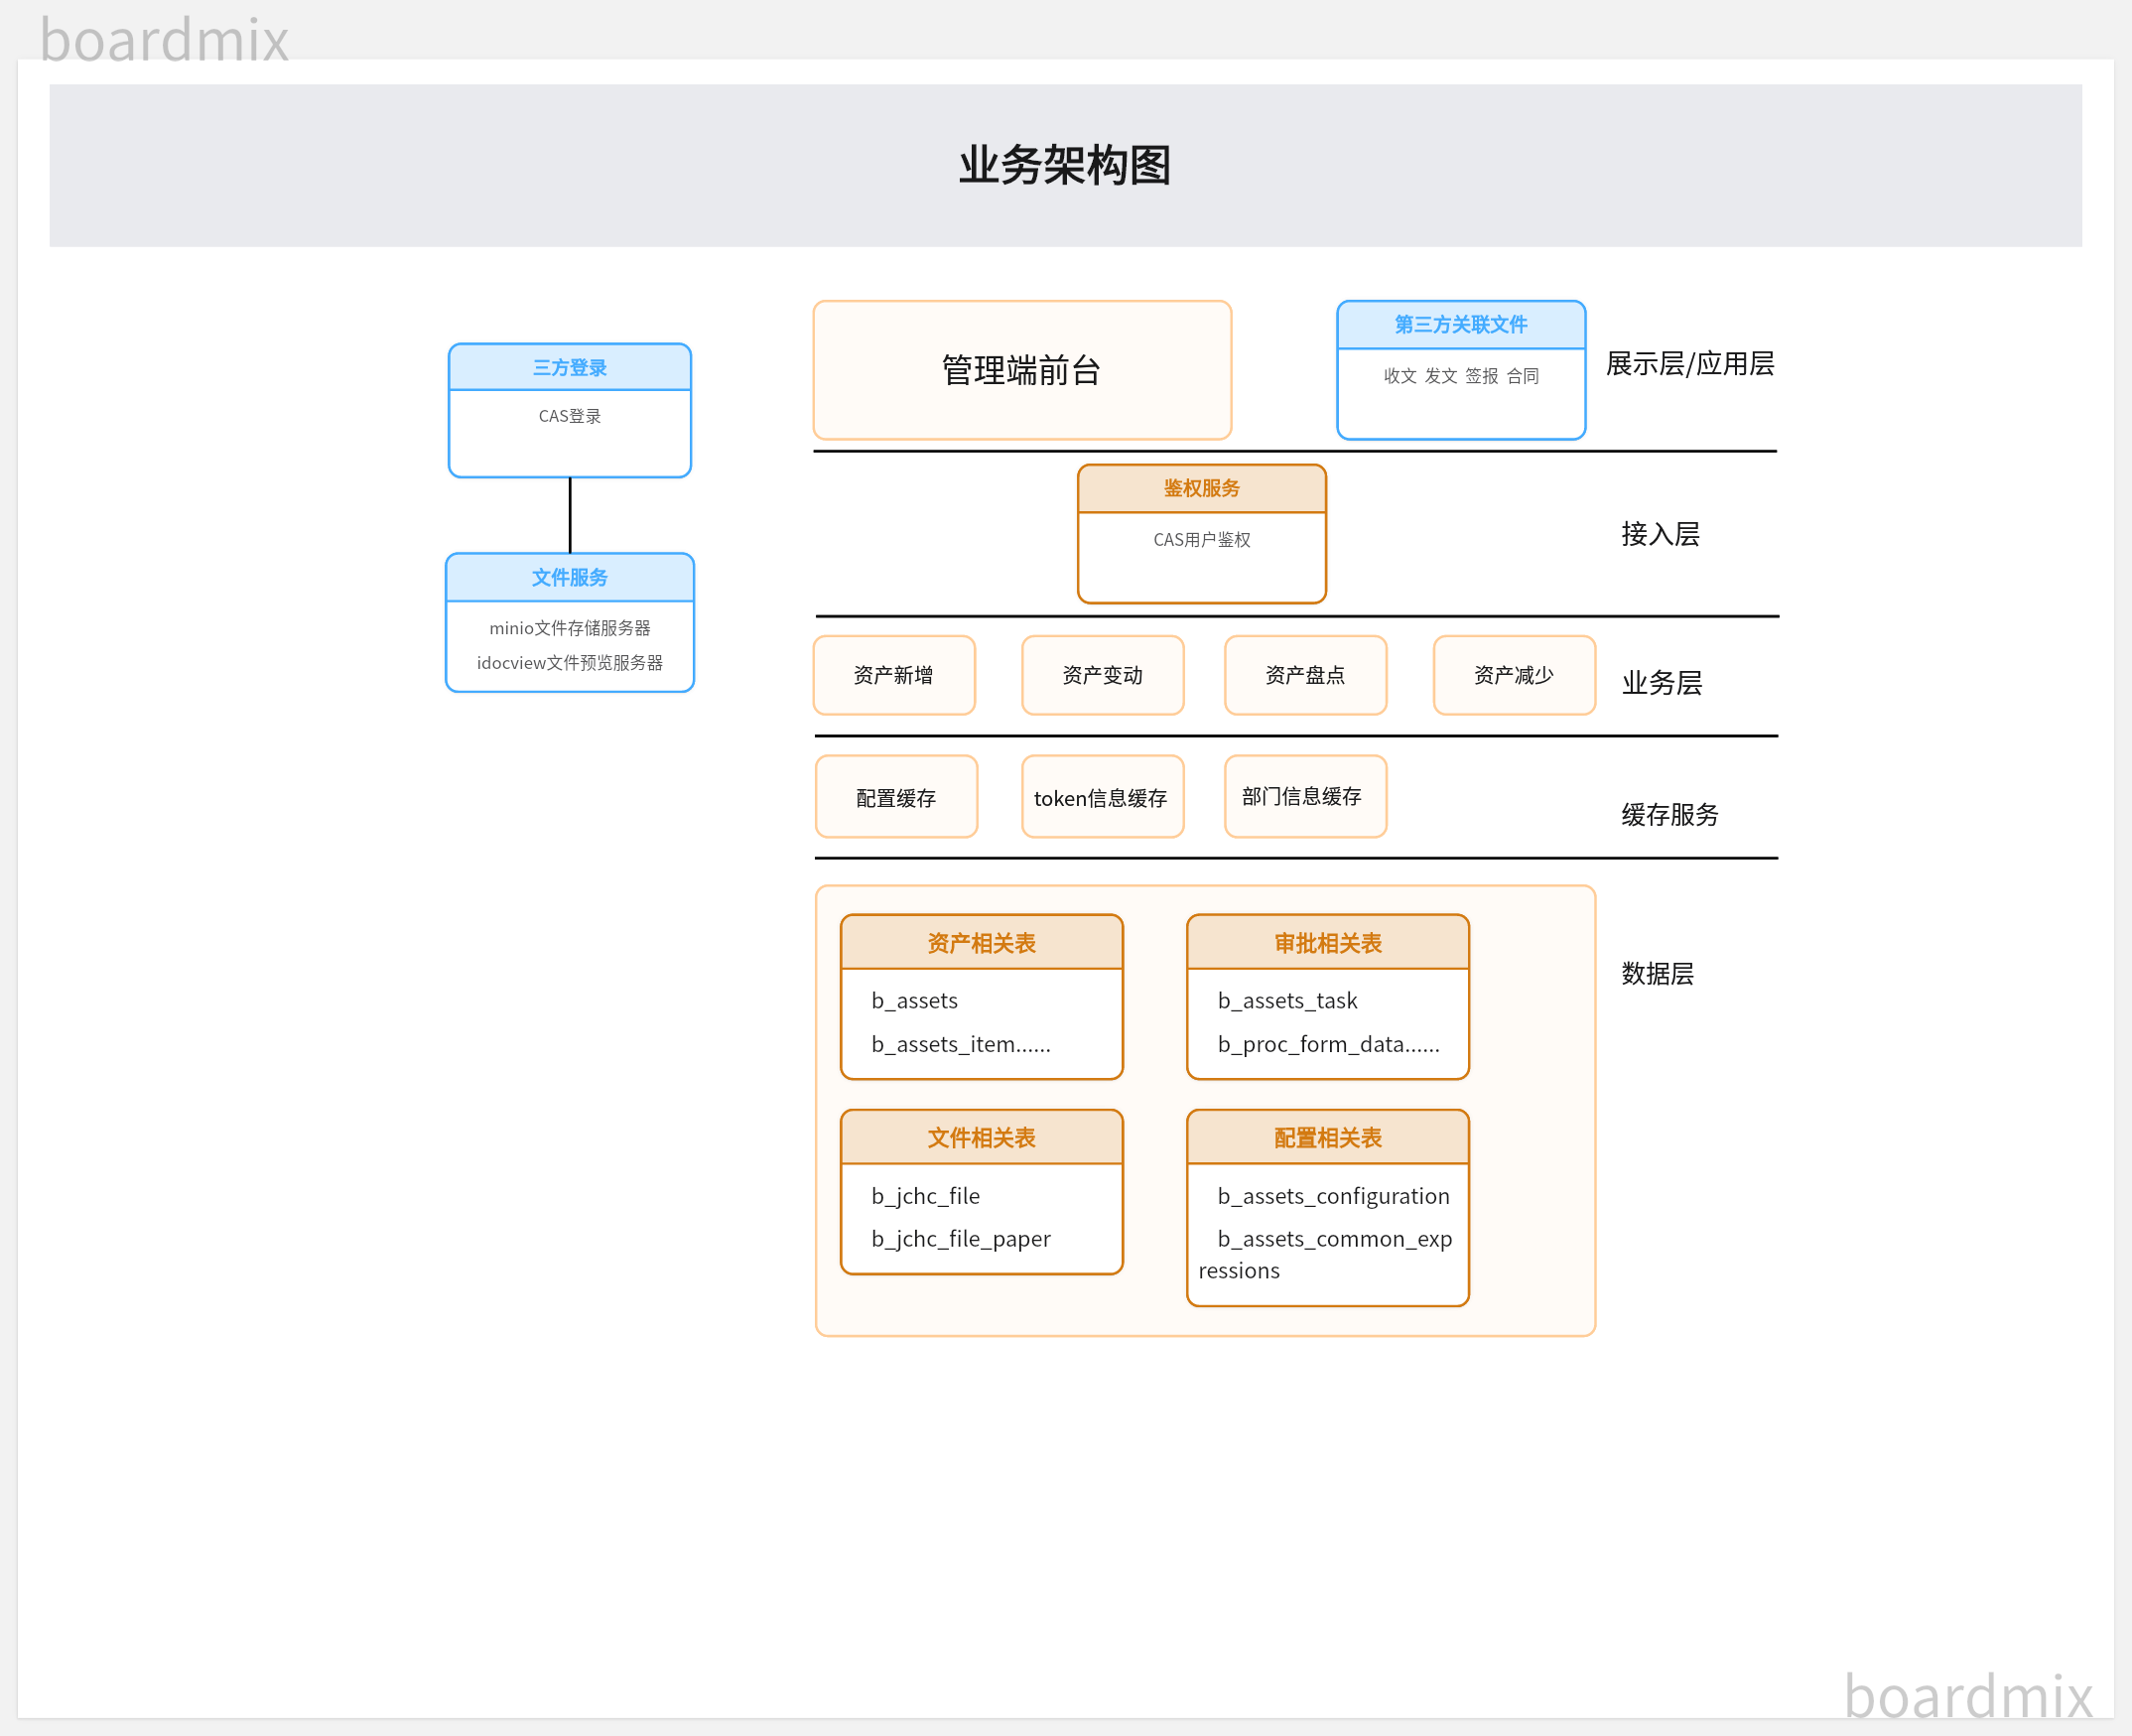 boardmix
业务架构图
三方登录
CAS登录
文件服务
minio文件存储服务器
idocview文件预览服务器
管理端前台
第三方关联文件
收文 发文 签报 合同
展示层/应用层
鉴权服务
CAS用户鉴权
接入层
资产新增
资产变动
资产盘点
资产减少
业务层
配置缓存
token信息缓存
部门信息缓存
缓存服务
资产相关表
b_assets
b_assets_item......
审批相关表
b_assets_task
b_proc_form_data......
数据层
文件相关表
b_jchc_file
b_jchc_file_paper
配置相关表
b_assets_configuration
b_assets_common_exp
ressions
boardmix